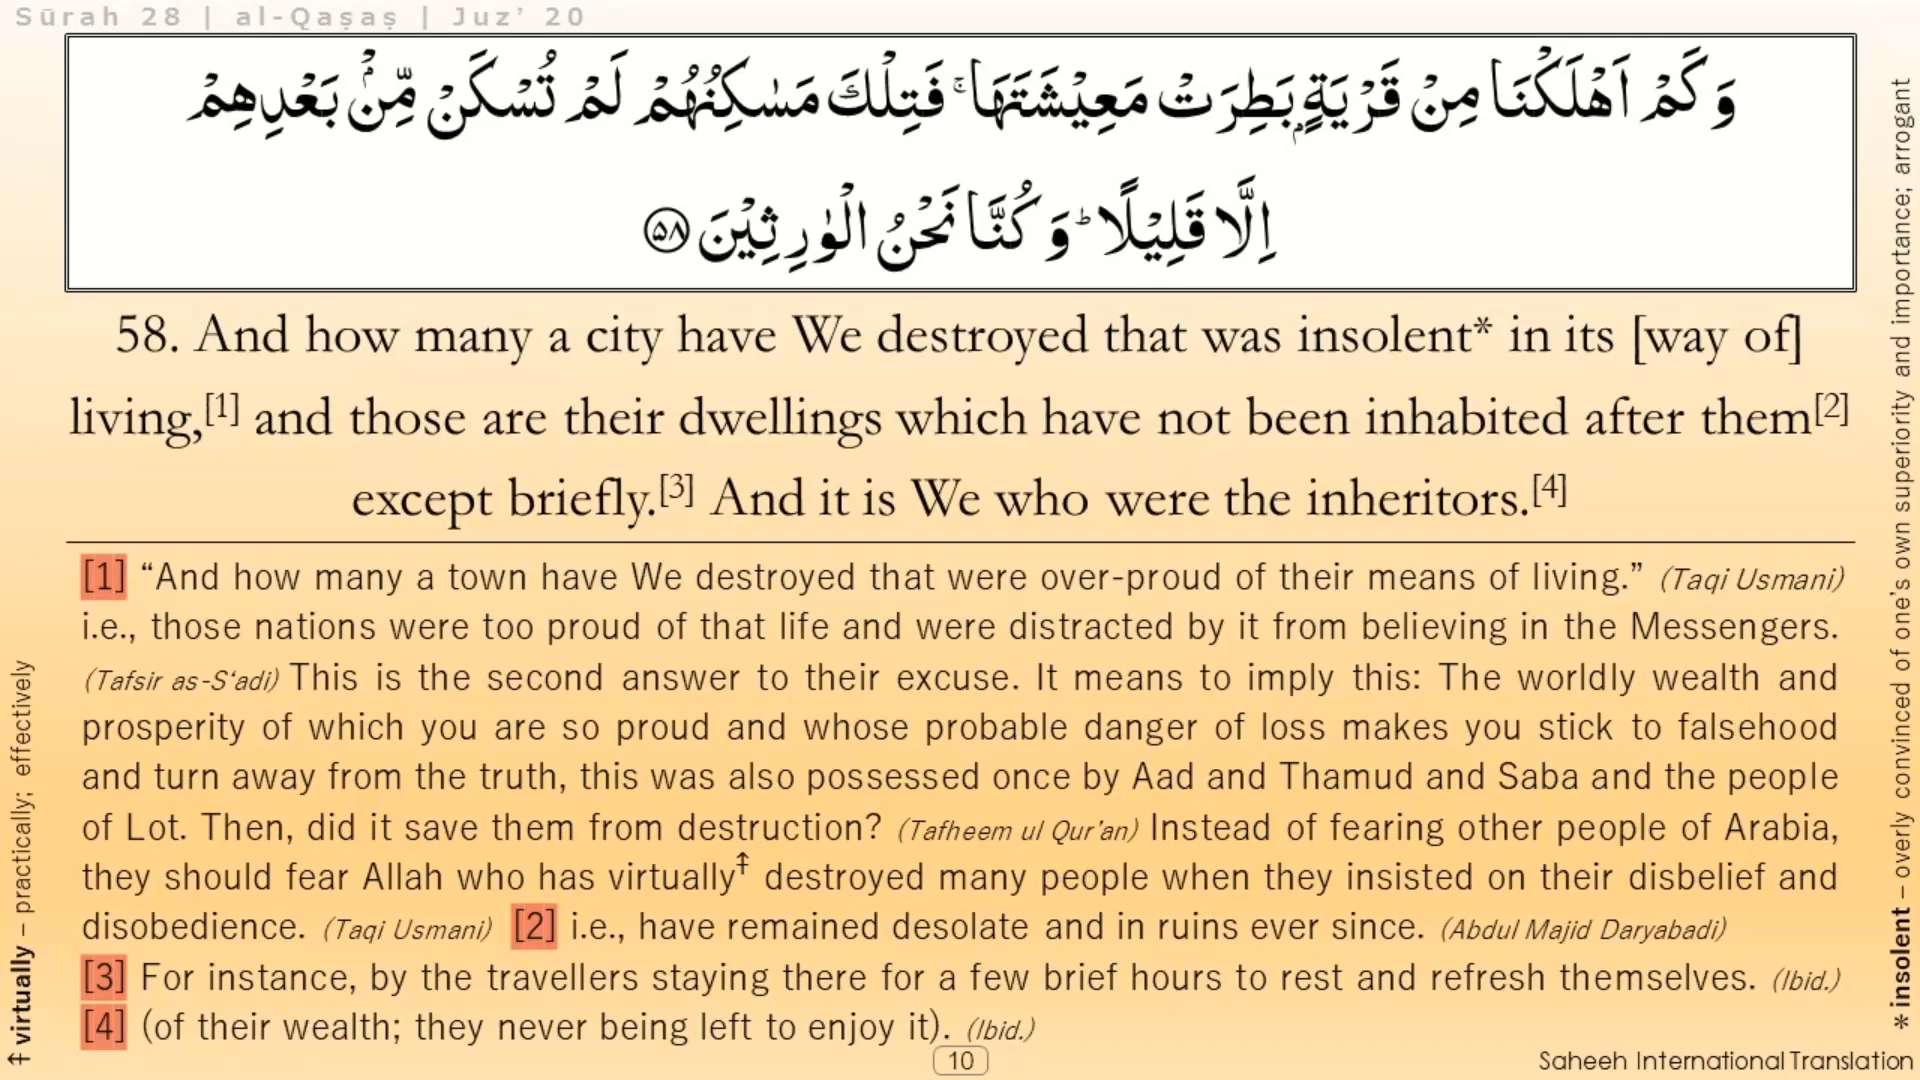 Sūrah 28 | al-Qaṣaṣ | Juz’ 20
وَكَمْ اَهْلَكْنَا مِنْ قَرْيَةٍۭ بَطِرَتْ مَعِيْشَتَهَا ۚ فَتِلْكَ مَسٰكِنُهُمْ لَمْ تُسْكَنْ مِّنْۢ بَعْدِهِمْ
اِلَّا قَلِيْلًا ؕ وَكُنَّا نَحْنُ الْوٰرِثِيْنَ ۵۸
58. And how many a city have We destroyed that was insolent* in its [way of]
living,[1] and those are their dwellings which have not been inhabited after them[2]
except briefly.[3] And it is We who were the inheritors.[4]
[1] “And how many a town have We destroyed that were over-proud of their means of living.” (Taqi Usmani)
i.e., those nations were too proud of that life and were distracted by it from believing in the Messengers.
(Tafsir as-S‘adi) This is the second answer to their excuse. It means to imply this: The worldly wealth and
prosperity of which you are so proud and whose probable danger of loss makes you stick to falsehood
and turn away from the truth, this was also possessed once by Aad and Thamud and Saba and the people
of Lot. Then, did it save them from destruction? (Tafheem ul Qur’an) Instead of fearing other people of Arabia,
they should fear Allah who has virtually‡ destroyed many people when they insisted on their disbelief and
disobedience. (Taqi Usmani) [2] i.e., have remained desolate and in ruins ever since. (Abdul Majid Daryabadi)
[3] For instance, by the travellers staying there for a few brief hours to rest and refresh themselves. (Ibid.)
[4] (of their wealth; they never being left to enjoy it). (Ibid.)
‡ virtually – practically; effectively
* insolent – overly convinced of one’s own superiority and importance; arrogant
10
Saheeh International Translation